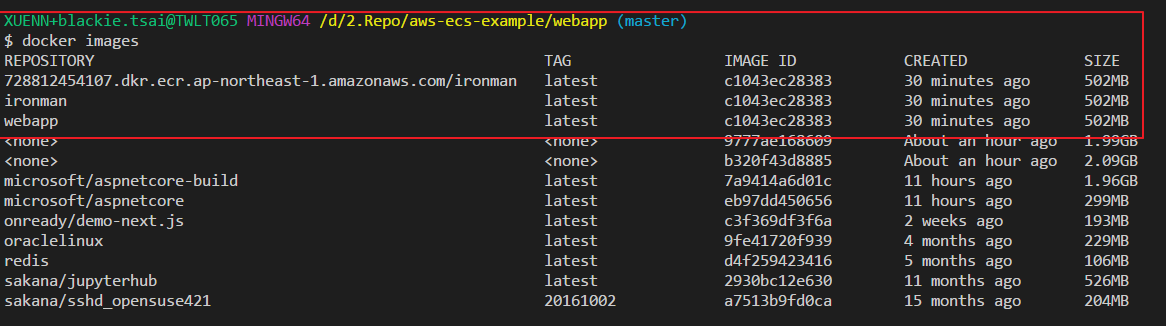 XUENN+blackie.tsai@TWLT065 MINGW64 /d/2.Repo/aws-ecs-example/webapp (master)
$ docker images
REPOSITORY TAG IMAGE ID CREATED SIZE
728812454107.dkr.ecr.ap-northeast-1.amazonaws.com/ironman latest c1043ec28383 30 minutes ago 502MB
ironman latest c1043ec28383 30 minutes ago 502MB
webapp latest c1043ec28383 30 minutes ago 502MB
<none> <none> 9777ae168609 About an hour ago 1.99GB
<none> <none> b320f43d8885 About an hour ago 2.09GB
microsoft/aspnetcore-build latest 7a9414a6d01c 11 hours ago 1.96GB
microsoft/aspnetcore latest eb97dd450656 11 hours ago 299MB
onready/demo-next.js latest c3f369df3f6a 2 weeks ago 193MB
oraclelinux latest 9fe41720f939 4 months ago 229MB
redis latest d4f259423416 5 months ago 106MB
sakana/jupyterhub latest 2930bc12e630 11 months ago 526MB
sakana/sshd_opensuse421 20161002 a7513b9fd0ca 15 months ago 204MB